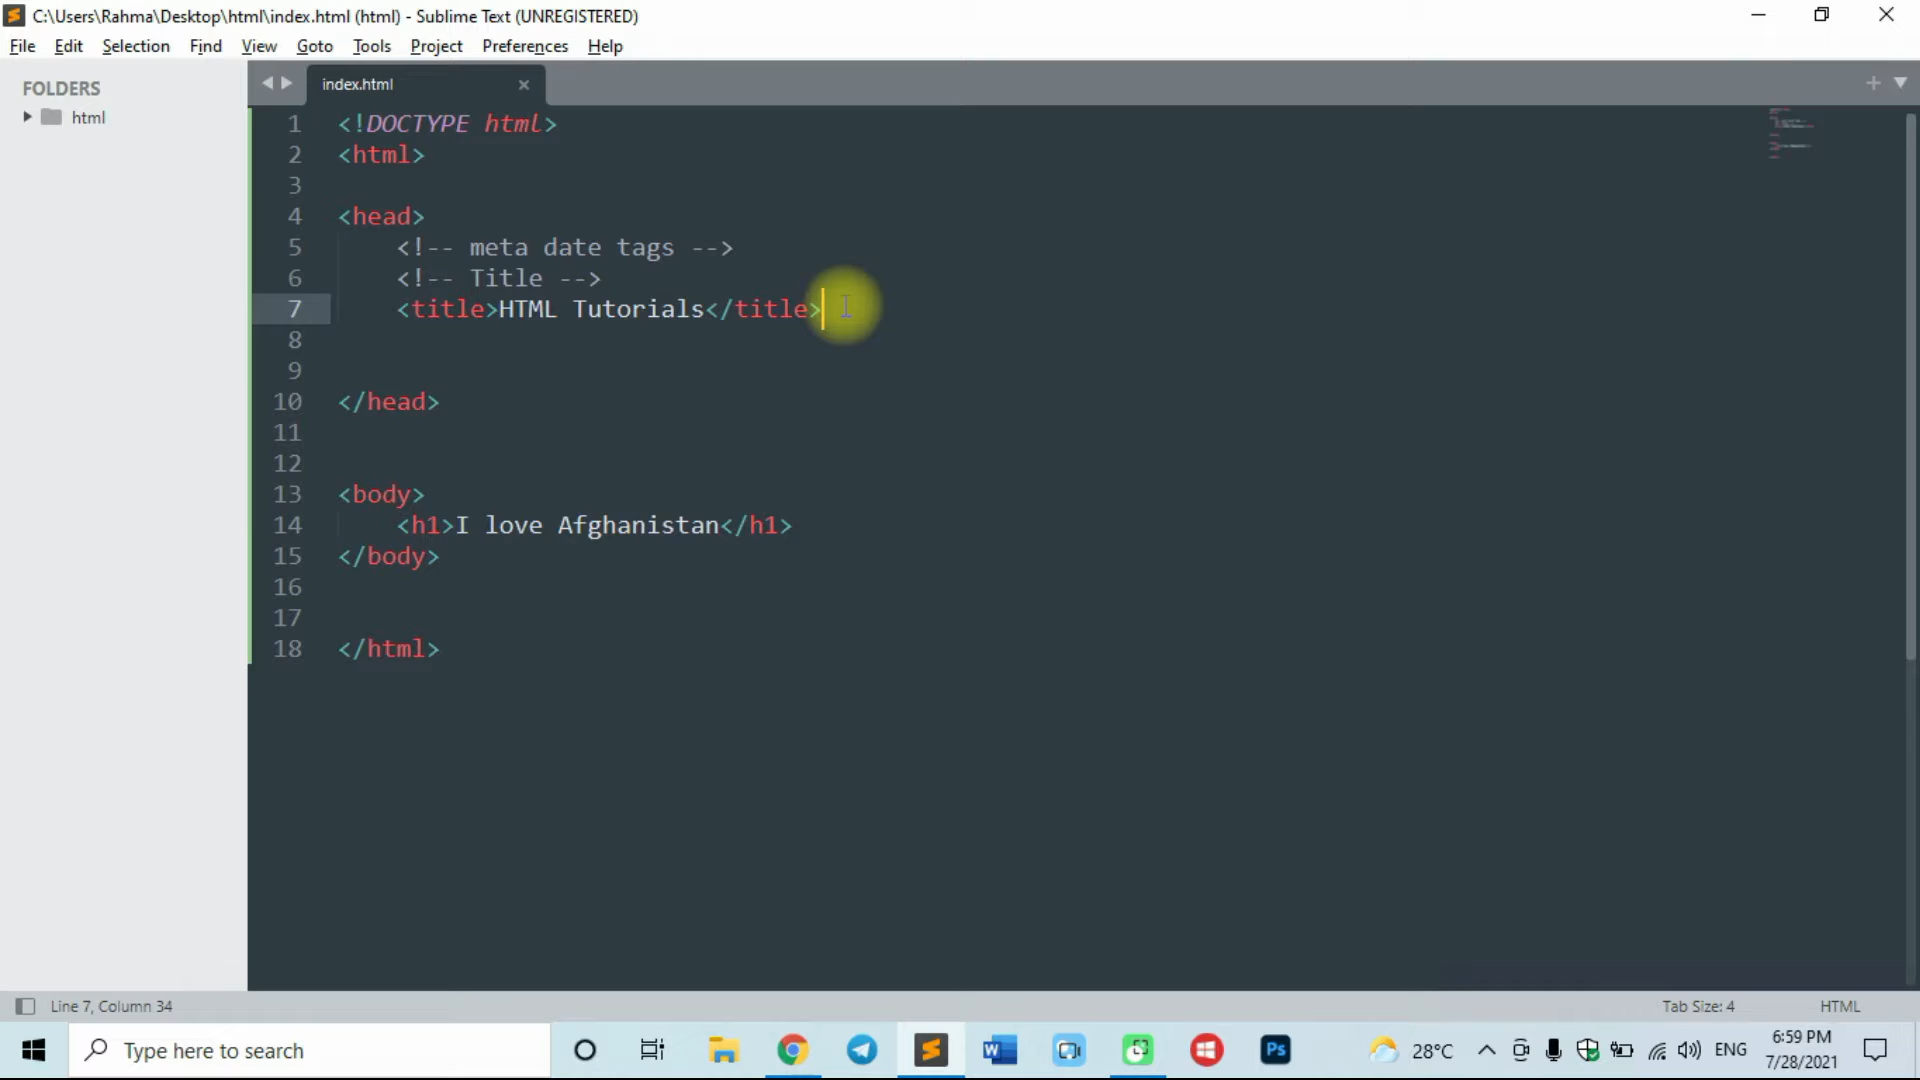 C:\Users\Rahma\Desktop\html\index.html (html) - Sublime Text (UNREGISTERED)
File Edit Selection Find View Goto Tools Project Preferences Help
FOLDERS
html
index.html
1 <!DOCTYPE html>
2 <html>
3
4 <head>
5 <!-- meta date tags -->
6 <!-- Title -->
7 <title>HTML Tutorials</title>
8
9
10 </head>
11
12
13 <body>
14 <h1>I love Afghanistan</h1>
15 </body>
16
17
18 </html>
Line 7, Column 34 Tab Size: 4 HTML
Type here to search
W
Ps
28°C
ENG
6:59 PM
7/28/2021